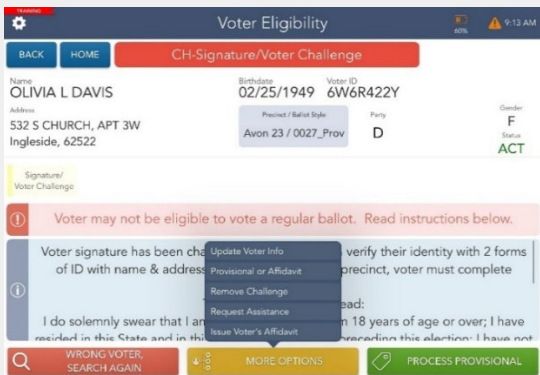 TRAINING
Voter Eligibility
60%
9:13 AM
BACK
HOME
CH-Signature/Voter Challenge
Name
OLIVIA L DAVIS
Birthdate
02/25/1949
Voter ID
6W6R422Y
Address
532 S CHURCH, APT 3W
Ingleside, 62522
Precinct / Ballot Style
Avon 23 / 0027_Prov
Party
D
Gender
F
Status
ACT
Signature/
Voter Challenge
Voter may not be eligible to vote a regular ballot. Read instructions below.
Voter signature has been cha
verify their identity with 2 forms
of ID with name & addres
precinct, voter must complete
T
ead:
I do solemnly swear that I an
n 18 years of age or over; I have
resided in this State and in this
preceding this election; I have not
Update Voter Info
Provisional or Affidavit
Remove Challenge
Request Assistance
Issue Voter's Affidavit
WRONG VOTER,
SEARCH AGAIN
MORE OPTIONS
PROCESS PROVISIONAL